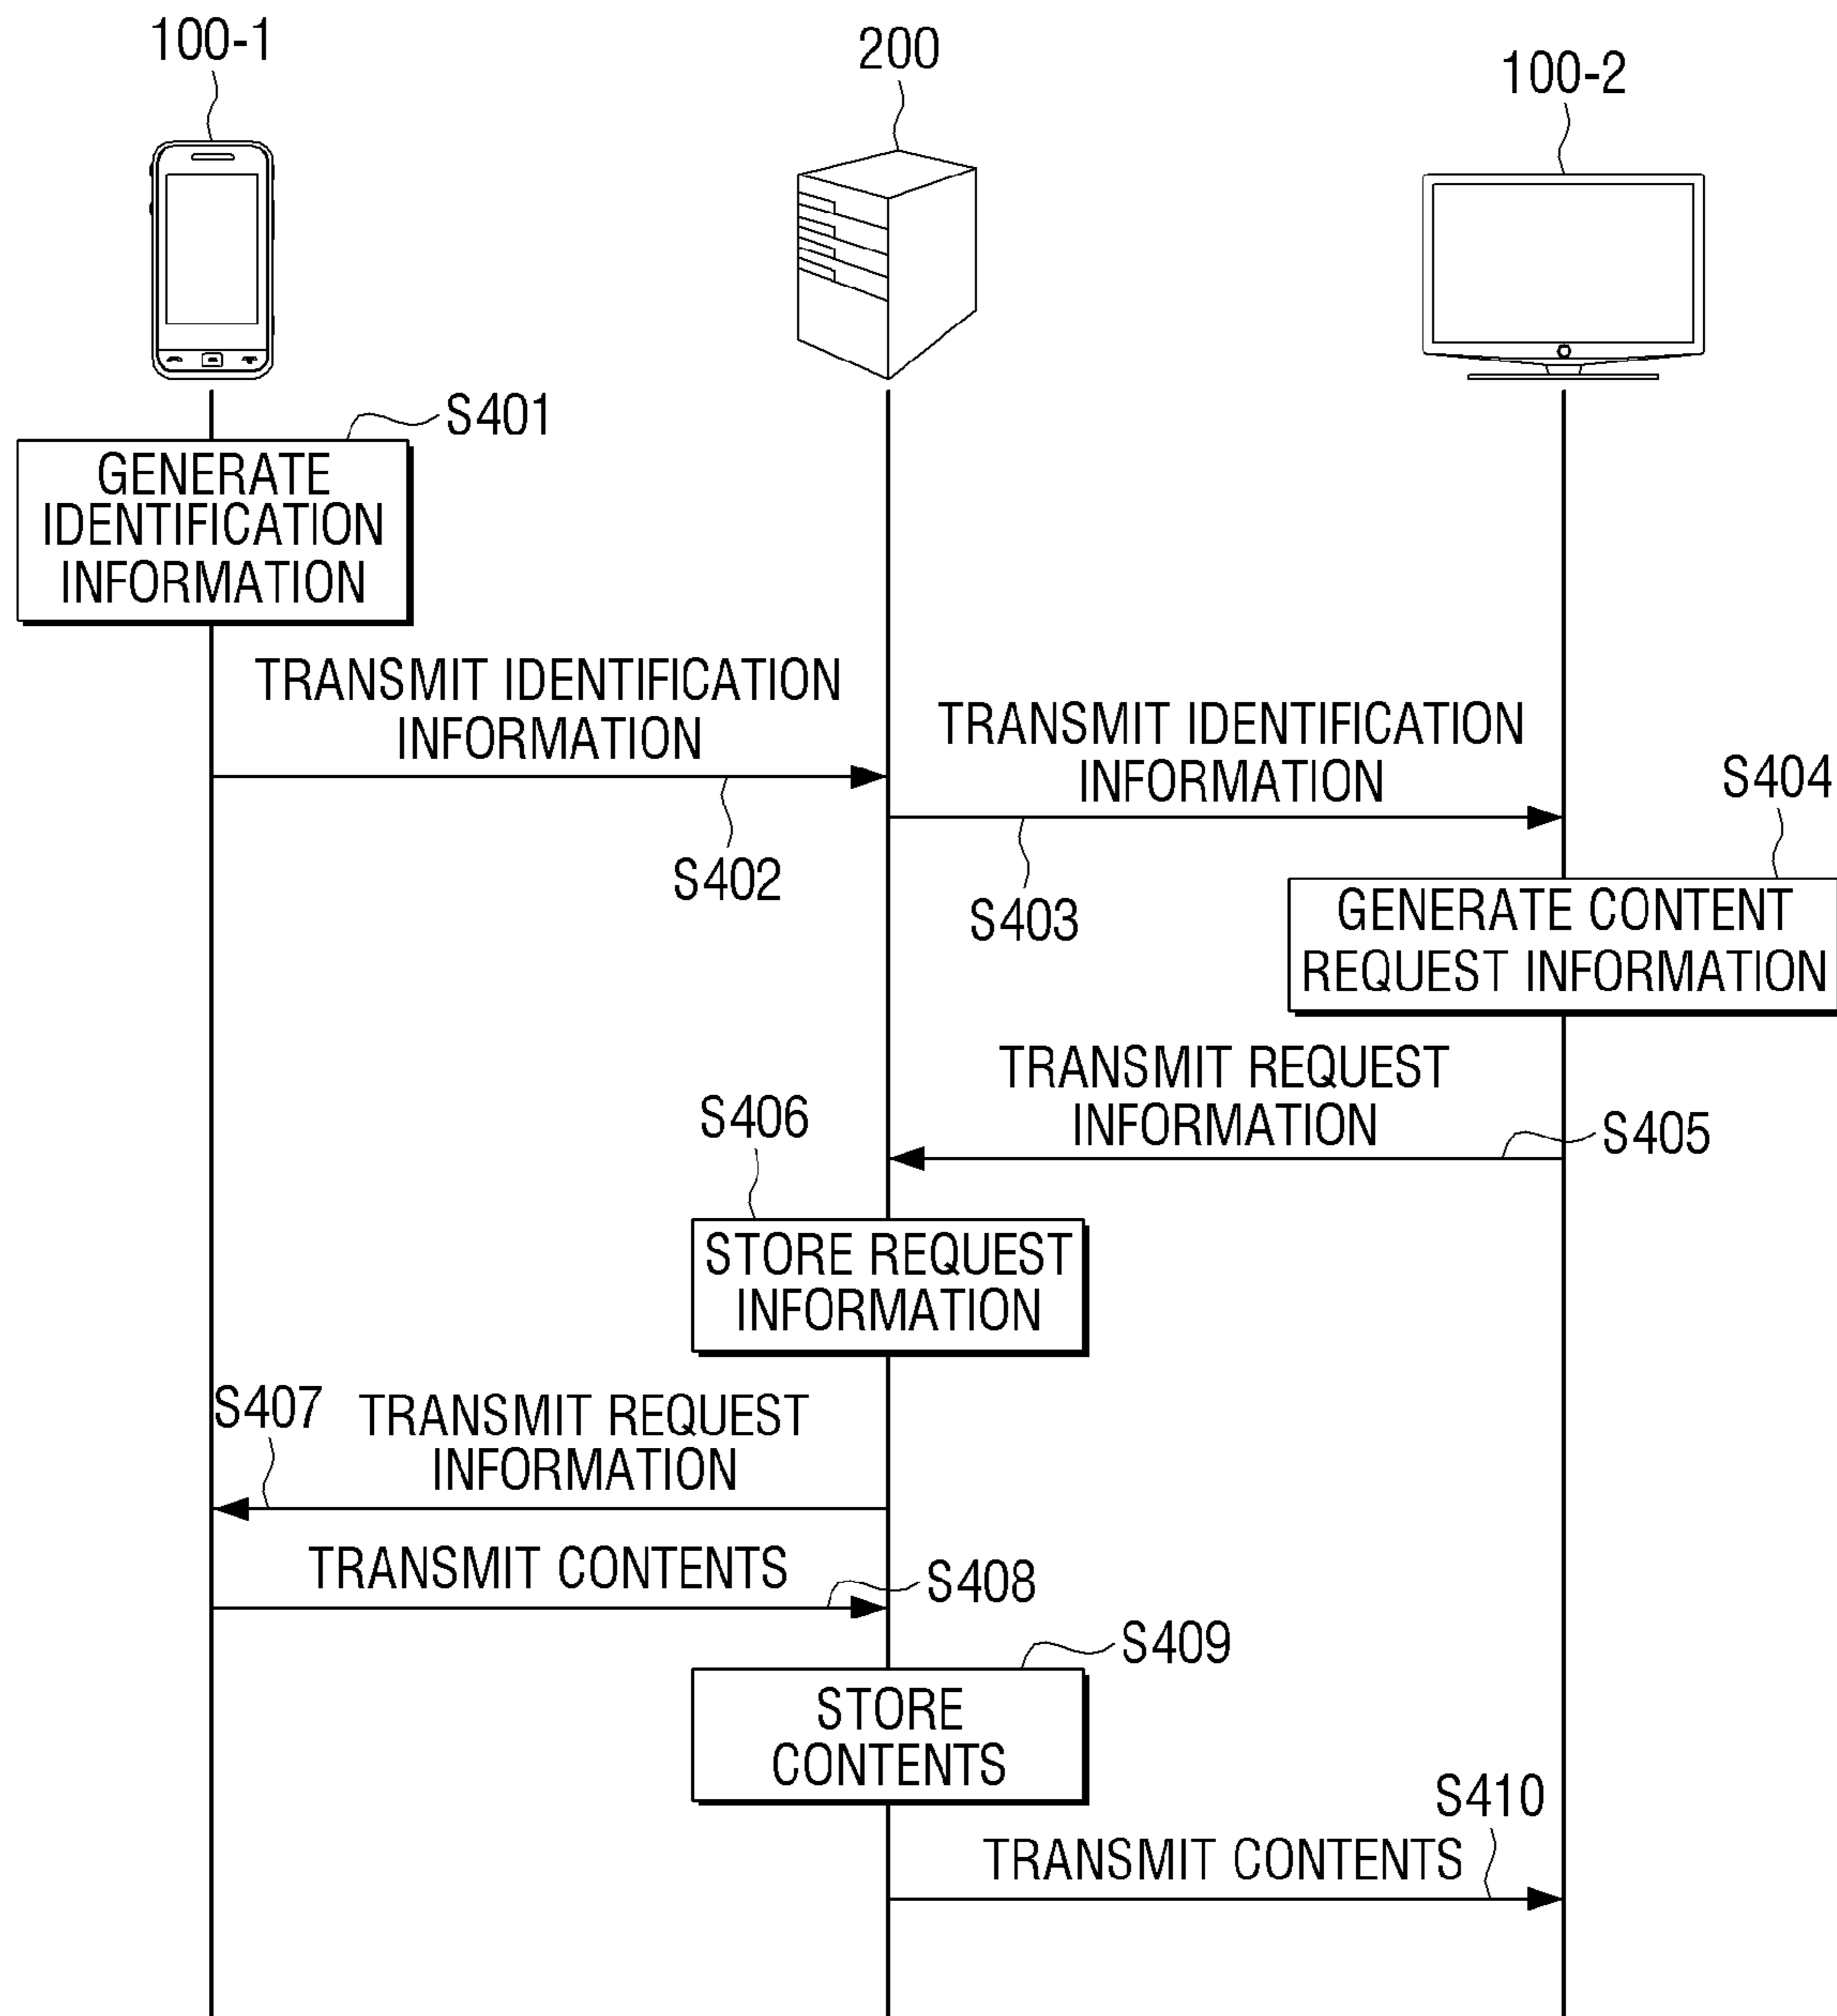 100-1
200
100-2
S401
GENERATE
IDENTIFICATION
INFORMATION
TRANSMIT IDENTIFICATION
INFORMATION
S402
TRANSMIT IDENTIFICATION
INFORMATION
S403
S404
GENERATE CONTENT
REQUEST INFORMATION
TRANSMIT REQUEST
INFORMATION
S405
S406
STORE REQUEST
INFORMATION
S407
TRANSMIT REQUEST
INFORMATION
TRANSMIT CONTENTS
S408
S409
STORE
CONTENTS
S410
TRANSMIT CONTENTS